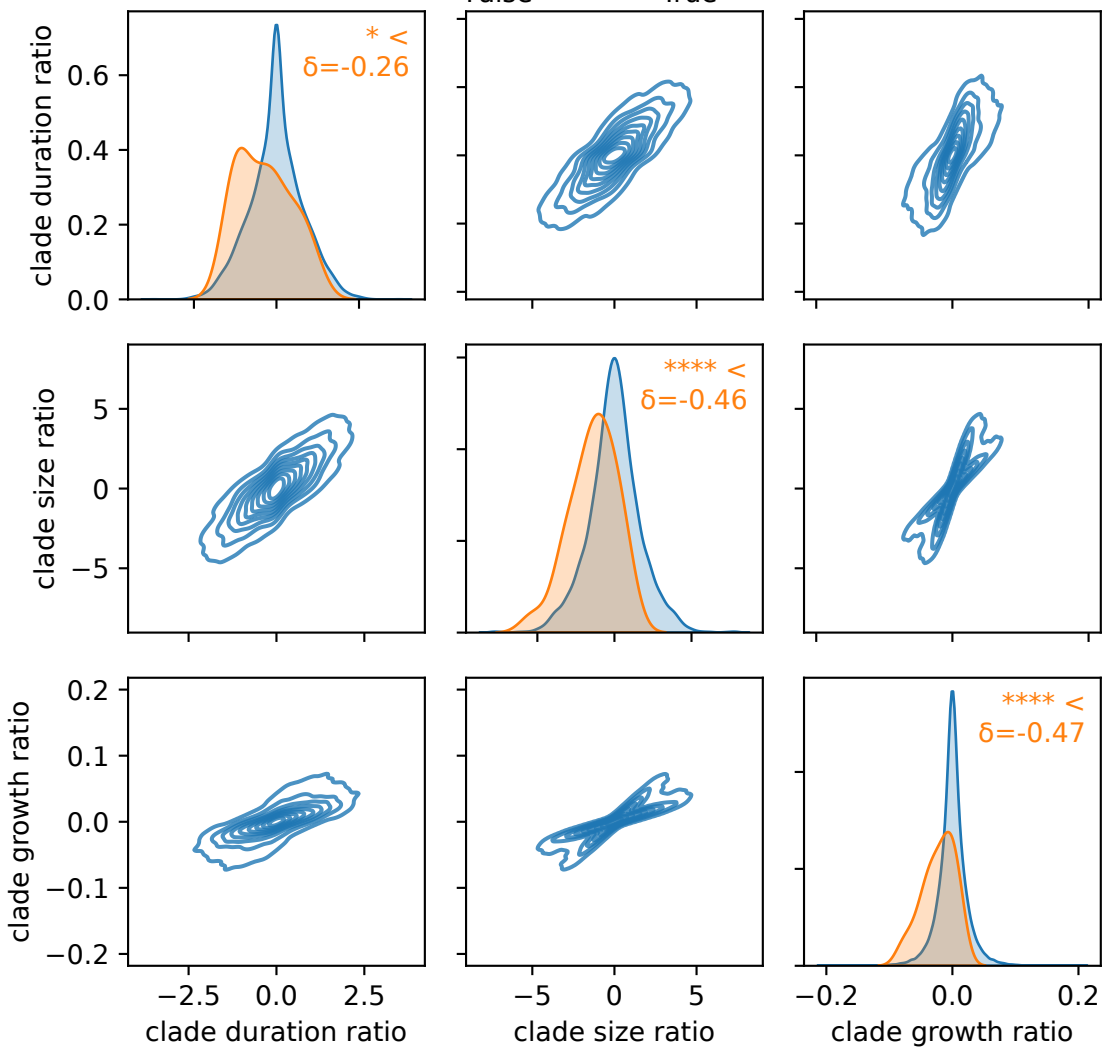 True
clade duration ratio
0.6
0.4
0.2
0.0
* <
δ=-0.26
clade size ratio
5
0
−5
**** <
δ=-0.46
clade growth ratio
0.2
0.1
0.0
−0.1
−0.2
**** <
δ=-0.47
−2.5 0.0 2.5
−5 0 5
−0.2 0.0 0.2
clade duration ratio
clade size ratio
clade growth ratio